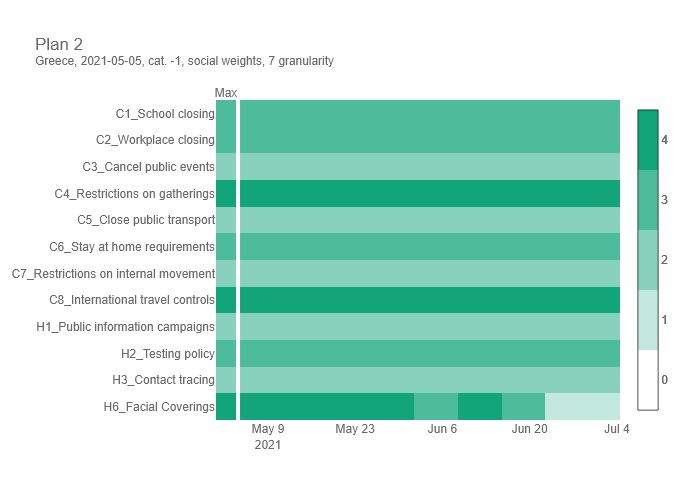 Plan 2
Greece, 2021-05-05, cat. -1, social weights, 7 granularity
Max
C1_School closing
C2_Workplace closing
C3_Cancel public events
C4_Restrictions on gatherings
C5_Close public transport
C6_Stay at home requirements
C7_Restrictions on internal movement
C8_International travel controls
H1_Public information campaigns
H2_Testing policy
H3_Contact tracing
H6_Facial Coverings
May 9 May 23 Jun 6 Jun 20 Jul 4
2021
4
3
2
1
0